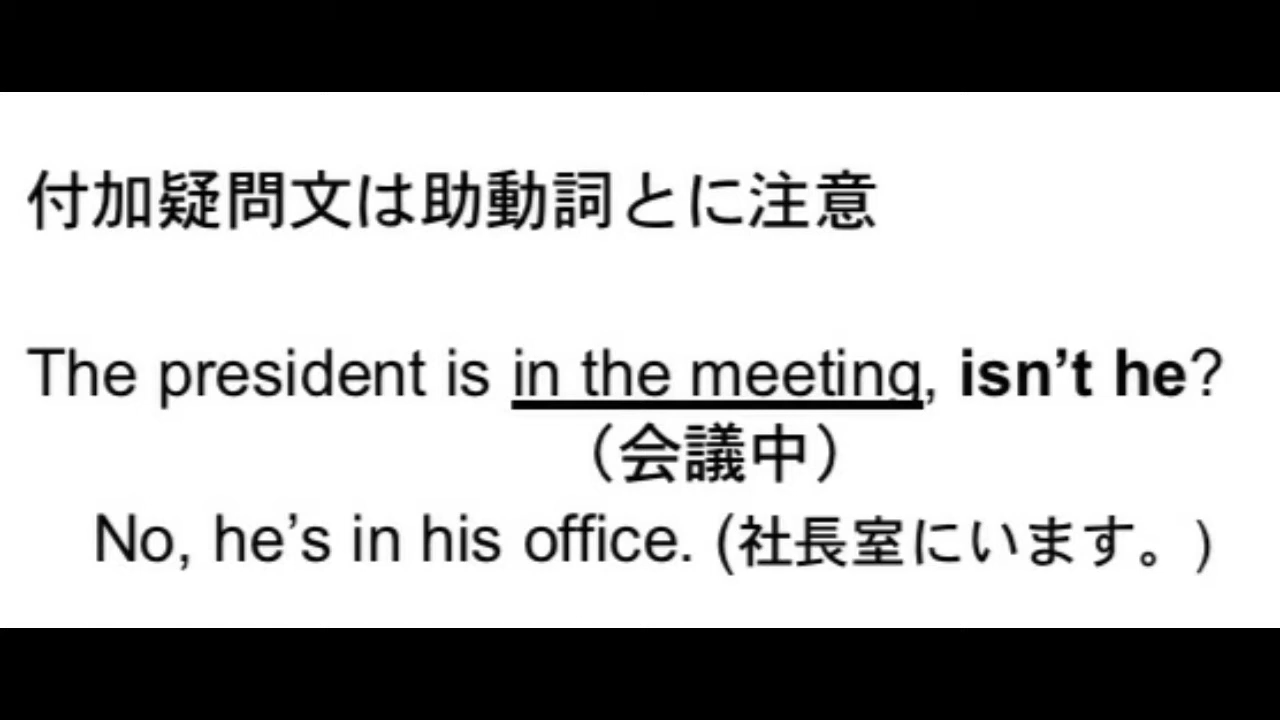 付加疑問文は助動詞とに注意
The president is in the meeting, isn’t he?
（会議中）
No, he’s in his office. (社長室にいます。)